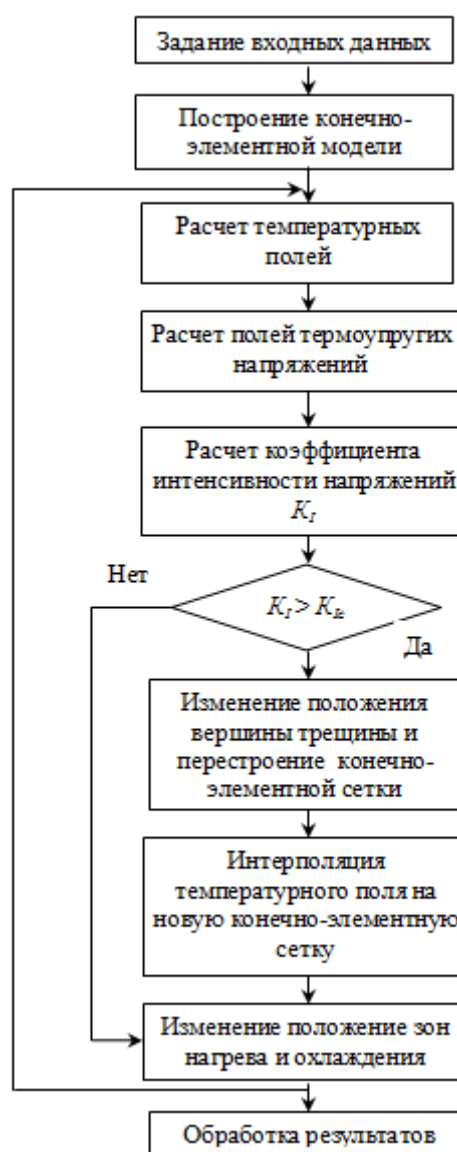 Задание входных данных
Построение конечно-
элементной модели
Расчет температурных
полей
Расчет полей термоупругих
напряжений
Расчет коэффициента
интенсивности напряжений
K_I
Нет
K_I > K_Ic
Да
Изменение положения
вершины трещины и
перестроение конечно-
элементной сетки
Интерполяция
температурного поля на
новую конечно-элементную
сетку
Изменение положение зон
нагрева и охлаждения
Обработка результатов